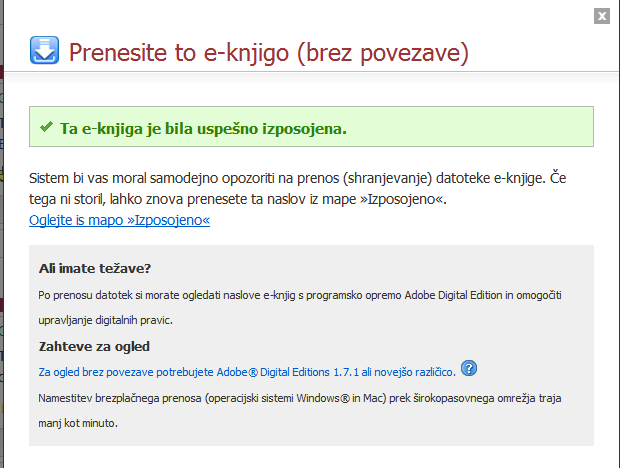 Prenesite to e-knjigo (brez povezave)
Ta e-knjiga je bila uspešno izposojena.
Sistem bi vas moral samodejno opozoriti na prenos (shranjevanje) datoteke e-knjige. Če
tega ni storil, lahko znova prenesete ta naslov iz mape »Izposojeno«.
Oglejte is mapo »Izposojeno«
Ali imate težave?
Po prenosu datotek si morate ogledati naslove e-knjig s programsko opremo Adobe Digital Edition in omogočiti
upravljanje digitalnih pravic.
Zahteve za ogled
Za ogled brez povezave potrebujete Adobe® Digital Editions 1.7.1 ali novejšo različico. ?
Namestitev brezplačnega prenosa (operacijski sistemi Windows® in Mac) prek širokopasovnega omrežja traja
manj kot minuto.